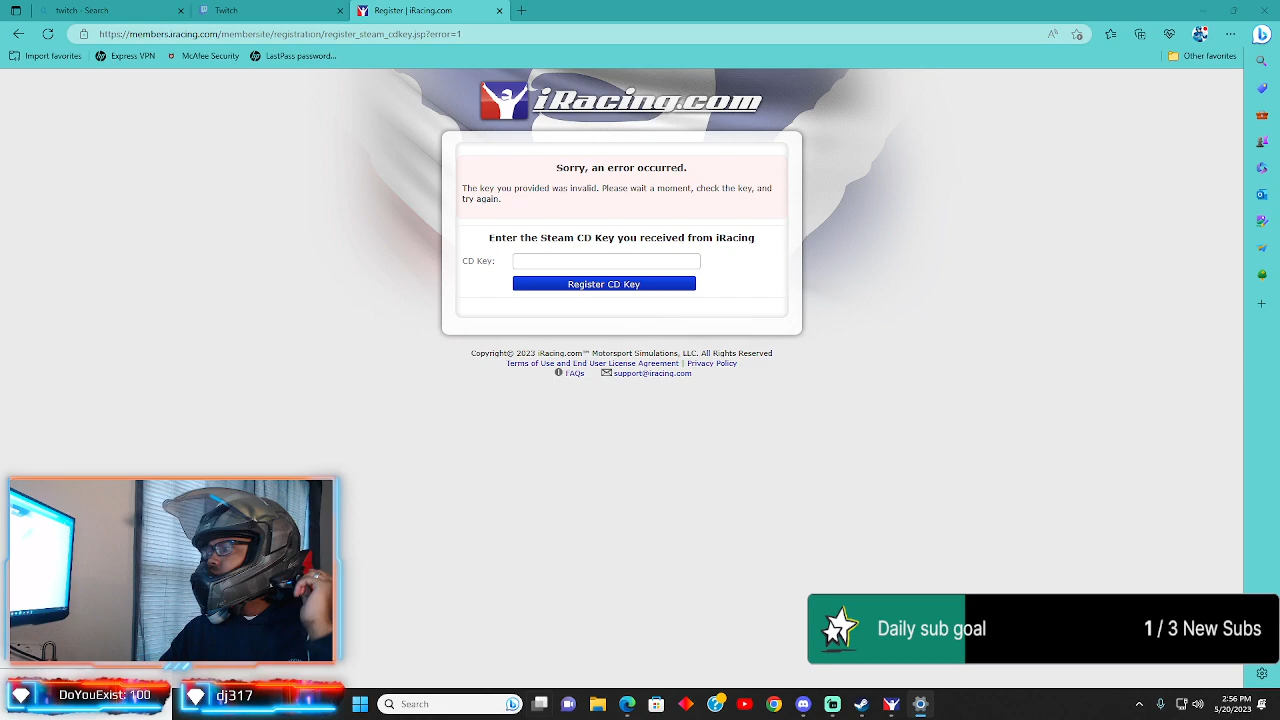 twitch - Search
Twitch
Register | iRacing.com
https://members.iracing.com/membersite/registration/register_steam_cdkey.jsp?error=1
Import favorites
Express VPN
McAfee Security
LastPass password...
Other favorites
iRacing.com
Sorry, an error occurred.
The key you provided was invalid. Please wait a moment, check the key, and
try again.
Enter the Steam CD Key you received from iRacing
CD Key:
Register CD Key
Copyright© 2023 iRacing.com™ Motorsport Simulations, LLC. All Rights Reserved
Terms of Use and End User License Agreement | Privacy Policy
FAQs support@iracing.com
Daily sub goal
1 / 3 New Subs
DoYouExist: 100
dj317
Search
2:56 PM
5/20/2023